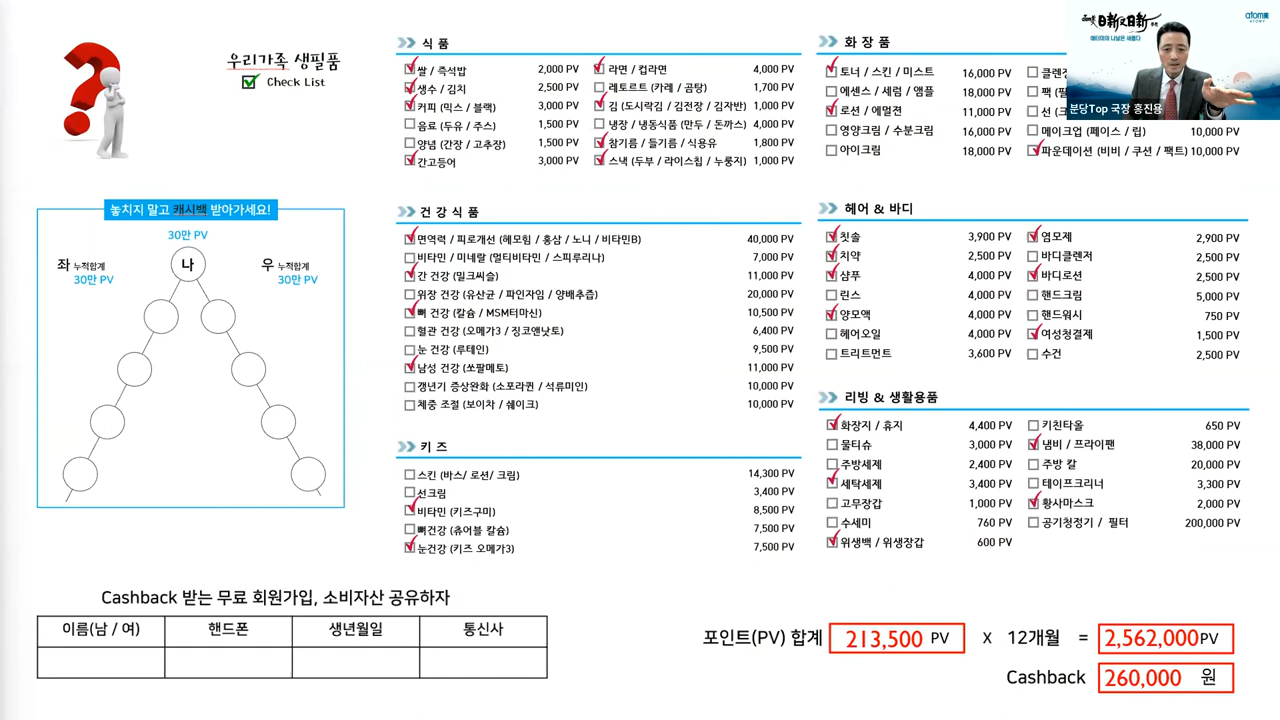 우리가족 생필품
Check List
놓치지 말고 캐시백 받아가세요!
30만 PV
좌 누적합계
30만 PV
나
우 누적합계
30만 PV
식 품
쌀 / 즉석밥 2,000 PV
생수 / 김치 2,500 PV
커피 (믹스 / 블랙) 3,000 PV
음료 (두유 / 주스) 1,500 PV
양념 (간장 / 고추장) 1,500 PV
간고등어 3,000 PV
라면 / 컵라면 4,000 PV
레토르트 (카레 / 곰탕) 1,700 PV
김 (도시락김 / 김전장 / 김자반) 1,000 PV
냉장 / 냉동식품 (만두 / 돈까스) 4,000 PV
참기름 / 들기름 / 식용유 1,800 PV
스낵 (두부 / 라이스칩 / 누룽지) 1,000 PV
건 강 식 품
면역력 / 피로개선 (헤모힘 / 홍삼 / 노니 / 비타민B) 40,000 PV
비타민 / 미네랄 (멀티비타민 / 스피루리나) 7,000 PV
간 건강 (밀크씨슬) 11,000 PV
위장 건강 (유산균 / 파인자임 / 양배추즙) 20,000 PV
뼈 건강 (칼슘 / MSM터마신) 10,500 PV
혈관 건강 (오메가3 / 징코앤낫토) 6,400 PV
눈 건강 (루테인) 9,500 PV
남성 건강 (쏘팔메토) 11,000 PV
갱년기 증상완화 (소포라퀸 / 석류미인) 10,000 PV
체중 조절 (보이차 / 쉐이크) 10,000 PV
키 즈
스킨 (바스/ 로션/ 크림) 14,300 PV
선크림 3,400 PV
비타민 (키즈구미) 8,500 PV
뼈건강 (츄어블 칼슘) 7,500 PV
눈건강 (키즈 오메가3) 7,500 PV
화 장 품
토너 / 스킨 / 미스트 16,000 PV
에센스 / 세럼 / 앰플 18,000 PV
로션 / 에멀젼 11,000 PV
영양크림 / 수분크림 16,000 PV
아이크림 18,000 PV
클렌징
팩 (필
선 (크
메이크업 (페이스 / 립) 10,000 PV
파운데이션 (비비 / 쿠션 / 팩트) 10,000 PV
日新又日新
애터미의 나날은 새롭다
atom美
ATOMY
분당Top 국장 홍진용
헤어 & 바디
칫솔 3,900 PV
치약 2,500 PV
샴푸 4,000 PV
린스 4,000 PV
양모액 4,000 PV
헤어오일 4,000 PV
트리트먼트 3,600 PV
염모제 2,900 PV
바디클렌저 2,500 PV
바디로션 2,500 PV
핸드크림 5,000 PV
핸드워시 750 PV
여성청결제 1,500 PV
수건 2,500 PV
리빙 & 생활용품
화장지 / 휴지 4,400 PV
물티슈 3,000 PV
주방세제 2,400 PV
세탁세제 3,400 PV
고무장갑 1,000 PV
수세미 760 PV
위생백 / 위생장갑 600 PV
키친타올 650 PV
냄비 / 프라이팬 38,000 PV
주방 칼 20,000 PV
테이프크리너 3,300 PV
황사마스크 2,000 PV
공기청정기 / 필터 200,000 PV
Cashback 받는 무료 회원가입, 소비자산 공유하자
이름(남 / 여) 핸드폰 생년월일 통신사
포인트(PV) 합계 213,500 PV X 12개월 = 2,562,000PV
Cashback 260,000 원